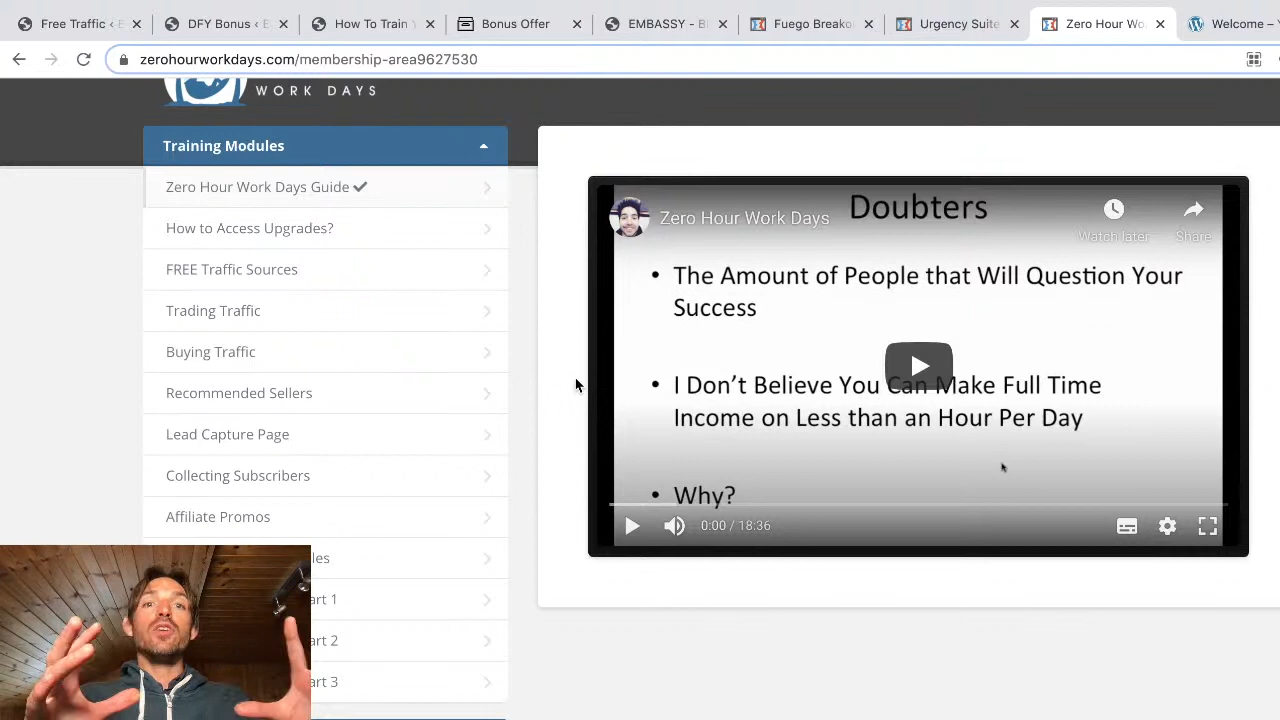 Free Traffic ‹ E
DFY Bonus ‹ E
How To Train Y
Bonus Offer
EMBASSY - B
Fuego Breako
Urgency Suite
Zero Hour Wo
Welcome –
zerohourworkdays.com/membership-area9627530
WORK DAYS
Training Modules
Zero Hour Work Days Guide
How to Access Upgrades?
FREE Traffic Sources
Trading Traffic
Buying Traffic
Recommended Sellers
Lead Capture Page
Collecting Subscribers
Affiliate Promos
les
art 1
art 2
art 3
Zero Hour Work Days
Doubters
Watch later
Share
• The Amount of People that Will Question Your
Success
• I Don't Believe You Can Make Full Time
Income on Less than an Hour Per Day
• Why?
0:00 / 18:36